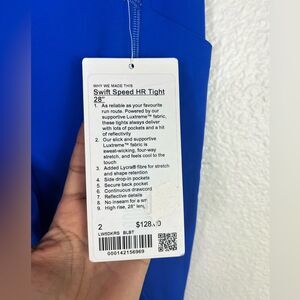 WHY WE MADE THIS
Swift Speed HR Tight
28"
1. As reliable as your favourite
run route. Powered by our
supportive Luxtreme™ fabric,
these tights always deliver
with lots of pockets and a hit
of reflectivity
2. Our slick and supportive
Luxtreme™ fabric is
sweat-wicking, four-way
stretch, and feels cool to the
touch
3. Added Lycra® fibre for stretch
and shape retention
4. Side drop-in pockets
5. Secure back pocket
6. Continuous drawcord
7. Reflective details
8. No inseam for a
9. High rise, 28"
2 $128.00
LW5DKRS BLBT
000142156969